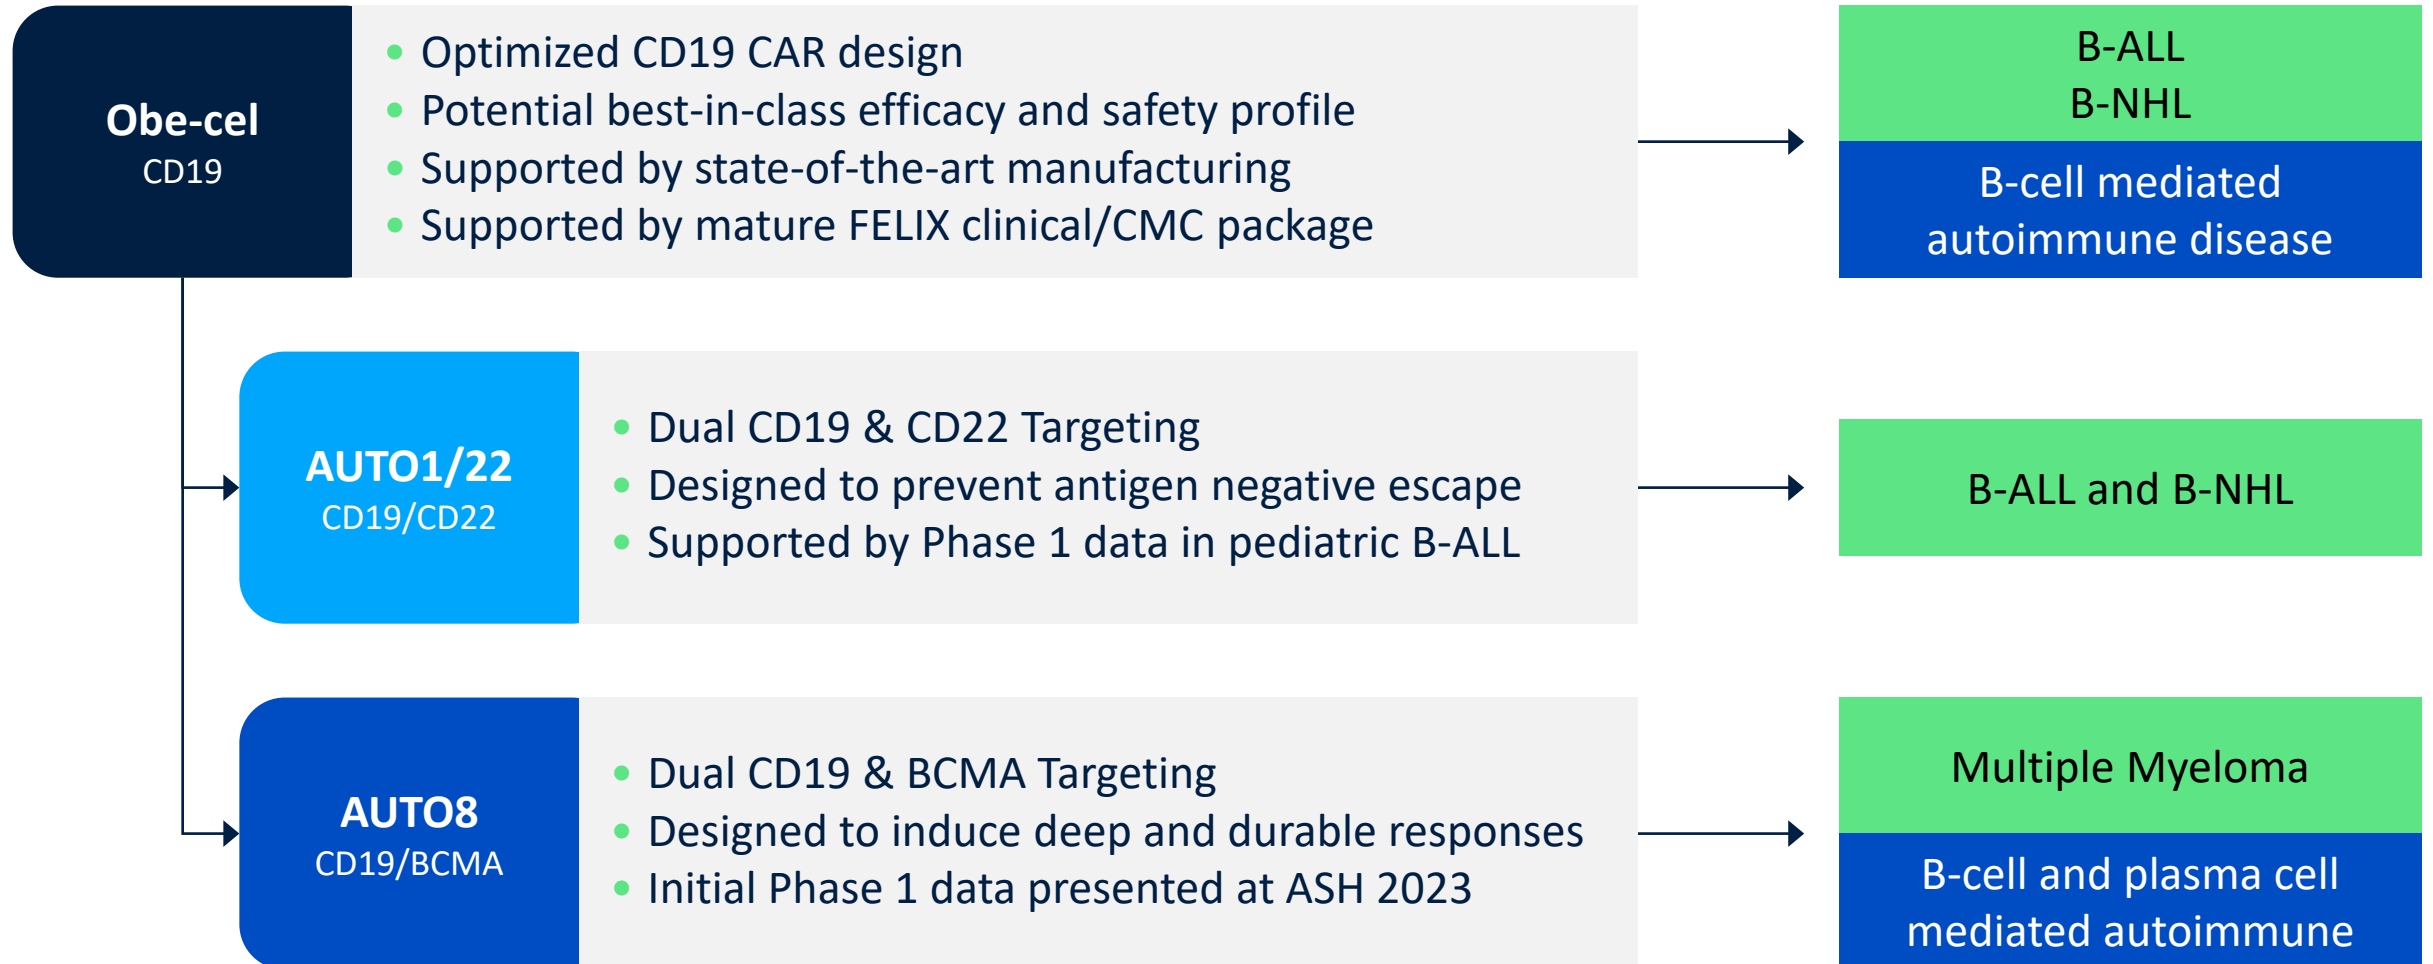 Obe-cel
CD19
• Optimized CD19 CAR design
• Potential best-in-class efficacy and safety profile
• Supported by state-of-the-art manufacturing
• Supported by mature FELIX clinical/CMC package
B-ALL
B-NHL
B-cell mediated
autoimmune disease
AUTO1/22
CD19/CD22
• Dual CD19 & CD22 Targeting
• Designed to prevent antigen negative escape
• Supported by Phase 1 data in pediatric B-ALL
B-ALL and B-NHL
AUTO8
CD19/BCMA
• Dual CD19 & BCMA Targeting
• Designed to induce deep and durable responses
• Initial Phase 1 data presented at ASH 2023
Multiple Myeloma
B-cell and plasma cell
mediated autoimmune